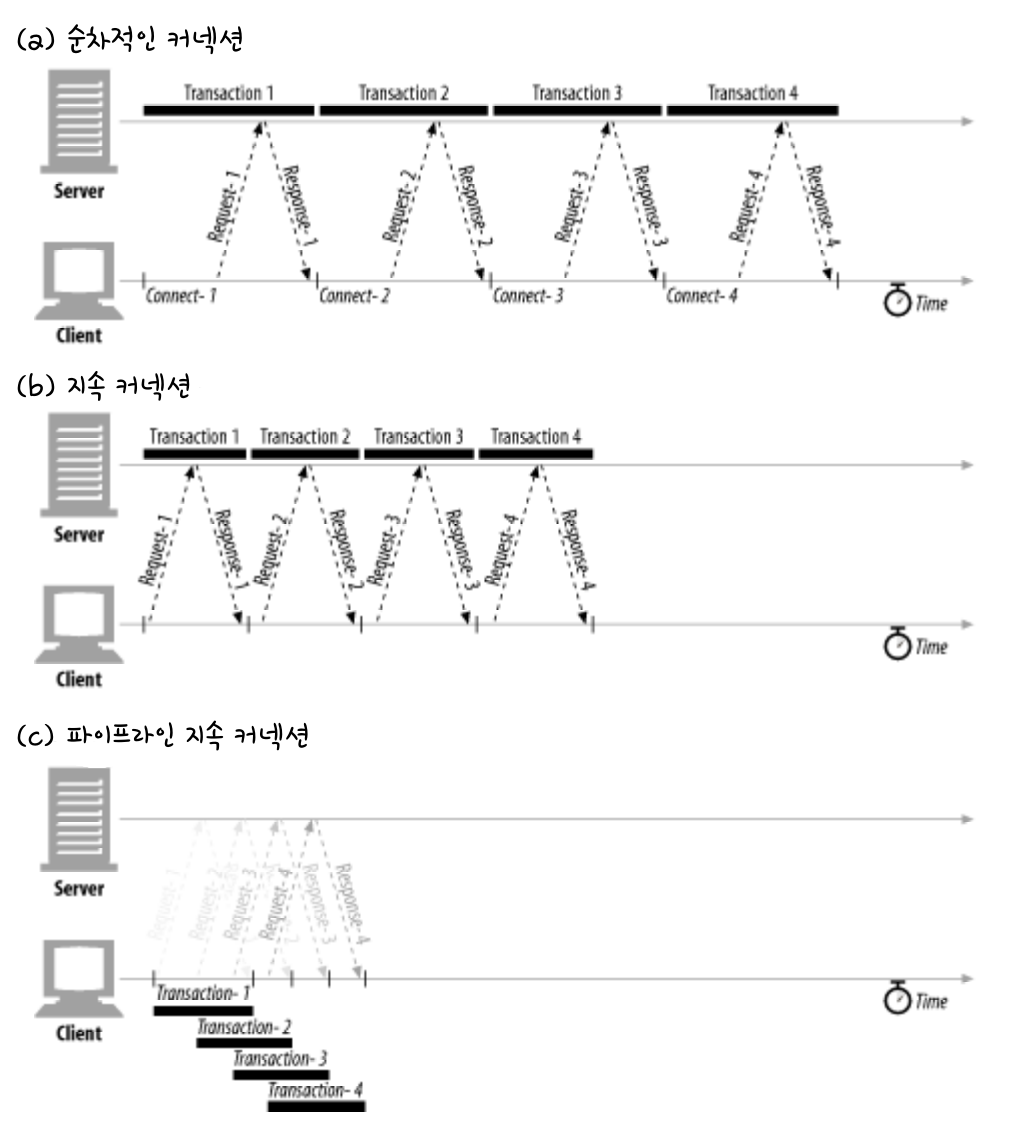 (a) 순차적인 커넥션
Transaction 1 Transaction 2 Transaction 3 Transaction 4
Request- 1 Response- 1 Request- 2 Response- 2 Request- 3 Response- 3 Request- 4 Response- 4
Server
Connect- 1 Connect- 2 Connect- 3 Connect- 4
Time
Client
(b) 지속 커넥션
Transaction 1 Transaction 2 Transaction 3 Transaction 4
Request- 1 Response- 1 Request- 2 Response- 2 Request- 3 Response- 3 Request- 4 Response- 4
Server
Time
Client
(c) 파이프라인 지속 커넥션
Request- 1 Request- 2 Request- 3 Request- 4 Response- 3 Response- 4
Server
Transaction- 1
Time
Client
Transaction- 2
Transaction- 3
Transaction- 4